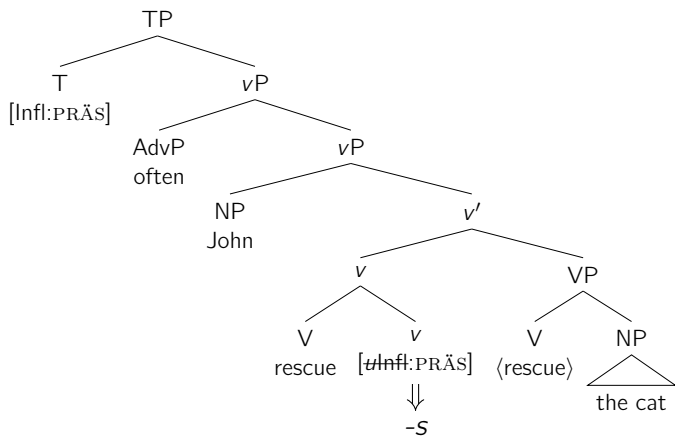 TP
T vP
[Infl:PRÄS]
AdvP vP
often
NP v′
John
v VP
V v V NP
rescue [uInfl:PRÄS] ⟨rescue⟩
the cat
⇓
-s